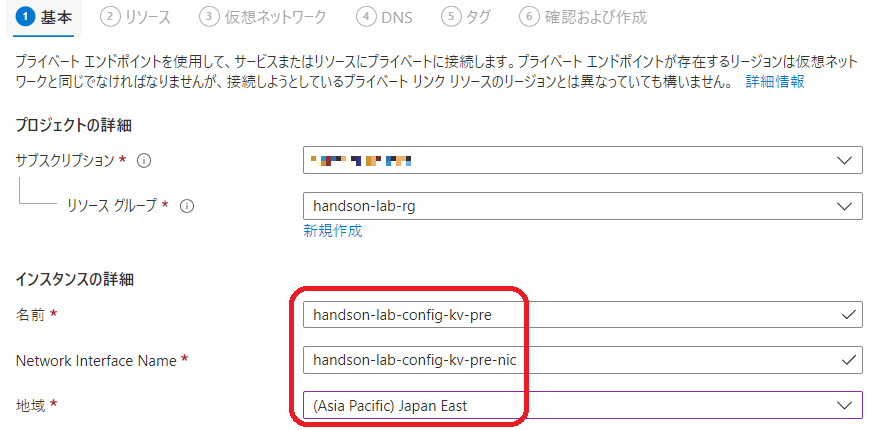 1 基本 2 リソース 3 仮想ネットワーク 4 DNS 5 タグ 6 確認および作成
プライベート エンドポイントを使用して、サービスまたはリソースにプライベートに接続します。プライベート エンドポイントが存在するリージョンは仮想ネット
ワークと同じでなければなりませんが、接続しようとしているプライベート リンク リソースのリージョンとは異なっていても構いません。 詳細情報
プロジェクトの詳細
サブスクリプション *
リソース グループ * handson-lab-rg
新規作成
インスタンスの詳細
名前 * handson-lab-config-kv-pre
Network Interface Name * handson-lab-config-kv-pre-nic
地域 * (Asia Pacific) Japan East